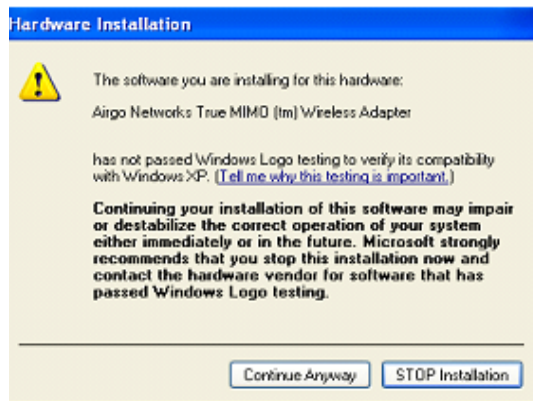 Hardware Installation
The software you are installing for this hardware:
Airgo Networks True MIMO (tm) Wireless Adapter
has not passed Windows Logo testing to verify its compatibility
with Windows XP. (Tell me why this testing is important.)
Continuing your installation of this software may impair
or destabilize the correct operation of your system
either immediately or in the future. Microsoft strongly
recommends that you stop this installation now and
contact the hardware vendor for software that has
passed Windows Logo testing.
Continue Anyway
STOP Installation